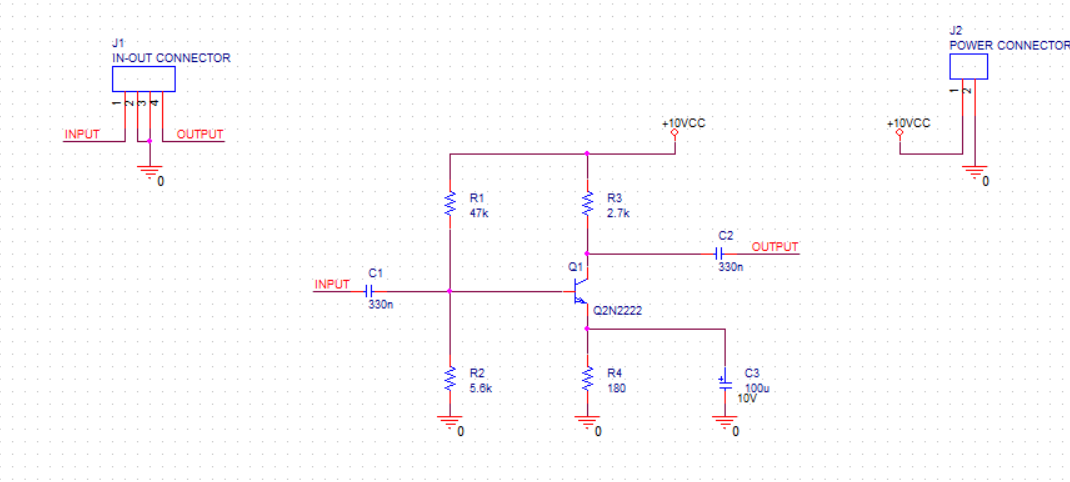 J1
IN-OUT CONNECTOR
1
2
3
4
INPUT
OUTPUT
0
J2
POWER CONNECTOR
1
2
+10VCC
0
+10VCC
R1
47k
R3
2.7k
C2
330n
OUTPUT
INPUT
C1
330n
Q1
Q2N2222
R2
5.6k
0
R4
180
0
C3
100u
10V
0